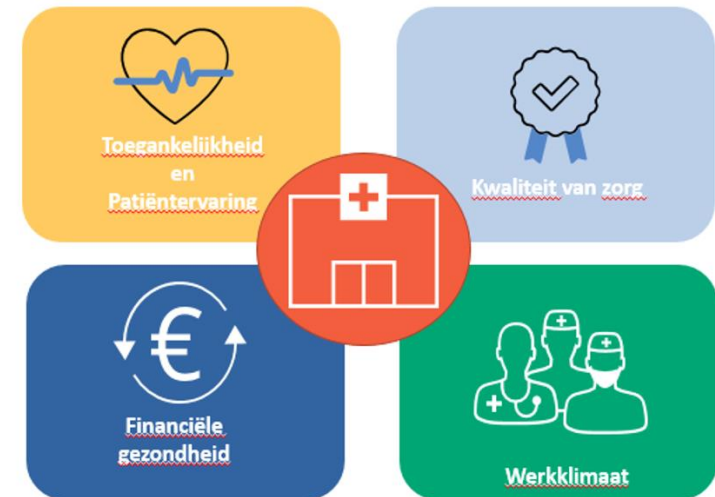 Toegankelijkheid
en
Patiëntervaring
Kwaliteit van zorg
€
Financiële
gezondheid
Werkklimaat